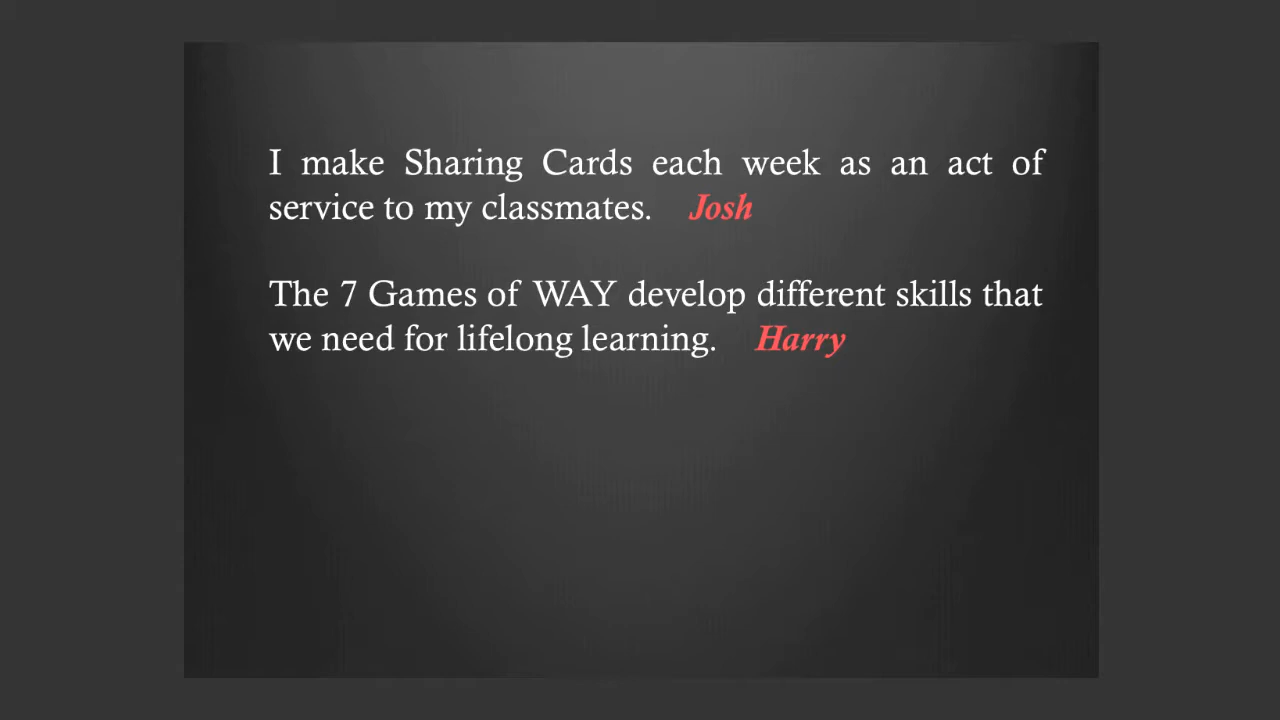 I make Sharing Cards each week as an act of
service to my classmates. Josh
The 7 Games of WAY develop different skills that
we need for lifelong learning. Harry